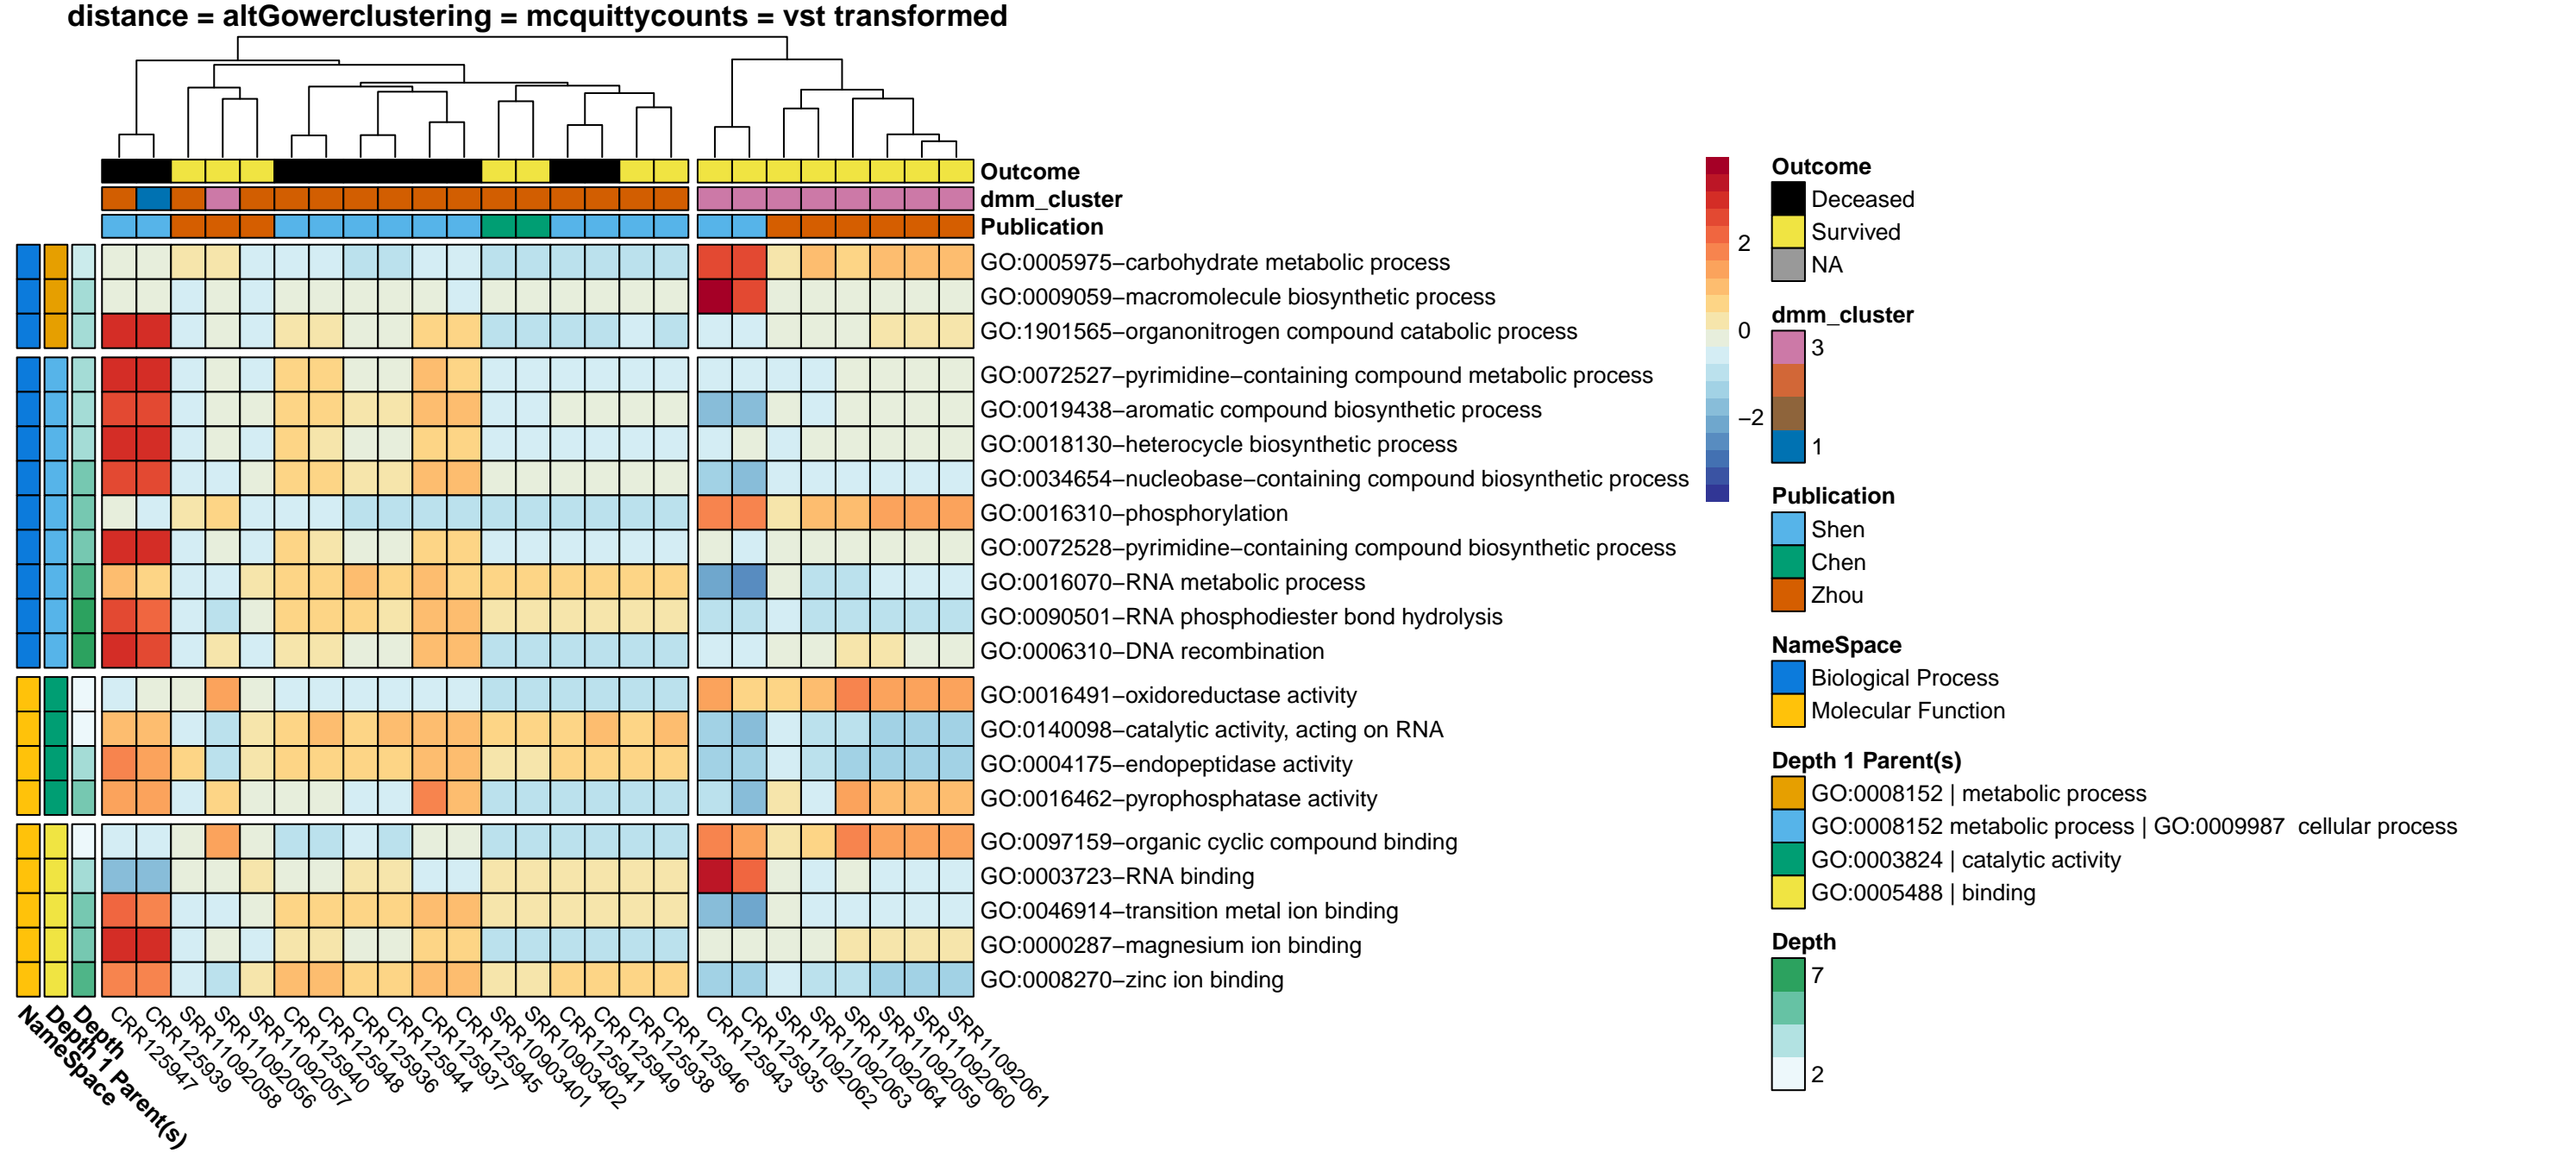 distance = altGowerclustering = mcquittycounts = vst transformed
Outcome
dmm_cluster
Publication
GO:0005975−carbohydrate metabolic process
GO:0009059−macromolecule biosynthetic process
GO:1901565−organonitrogen compound catabolic process
GO:0072527−pyrimidine−containing compound metabolic process
GO:0019438−aromatic compound biosynthetic process
GO:0018130−heterocycle biosynthetic process
GO:0034654−nucleobase−containing compound biosynthetic process
GO:0016310−phosphorylation
GO:0072528−pyrimidine−containing compound biosynthetic process
GO:0016070−RNA metabolic process
GO:0090501−RNA phosphodiester bond hydrolysis
GO:0006310−DNA recombination
GO:0016491−oxidoreductase activity
GO:0140098−catalytic activity, acting on RNA
GO:0004175−endopeptidase activity
GO:0016462−pyrophosphatase activity
GO:0097159−organic cyclic compound binding
GO:0003723−RNA binding
GO:0046914−transition metal ion binding
GO:0000287−magnesium ion binding
GO:0008270−zinc ion binding
NameSpace
Depth 1 Parent(s)
Depth
CRR125947
CRR125939
SRR11092058
SRR11092056
SRR11092057
CRR125940
CRR125948
CRR125936
CRR125944
CRR125937
CRR125945
SRR10903401
SRR10903402
CRR125941
CRR125949
CRR125938
CRR125946
CRR125943
CRR125935
SRR11092062
SRR11092063
SRR11092064
SRR11092059
SRR11092060
SRR11092061
2
0
−2
Outcome
Deceased
Survived
NA
dmm_cluster
3
1
Publication
Shen
Chen
Zhou
NameSpace
Biological Process
Molecular Function
Depth 1 Parent(s)
GO:0008152 | metabolic process
GO:0008152 metabolic process | GO:0009987  cellular process
GO:0003824 | catalytic activity
GO:0005488 | binding
Depth
7
2